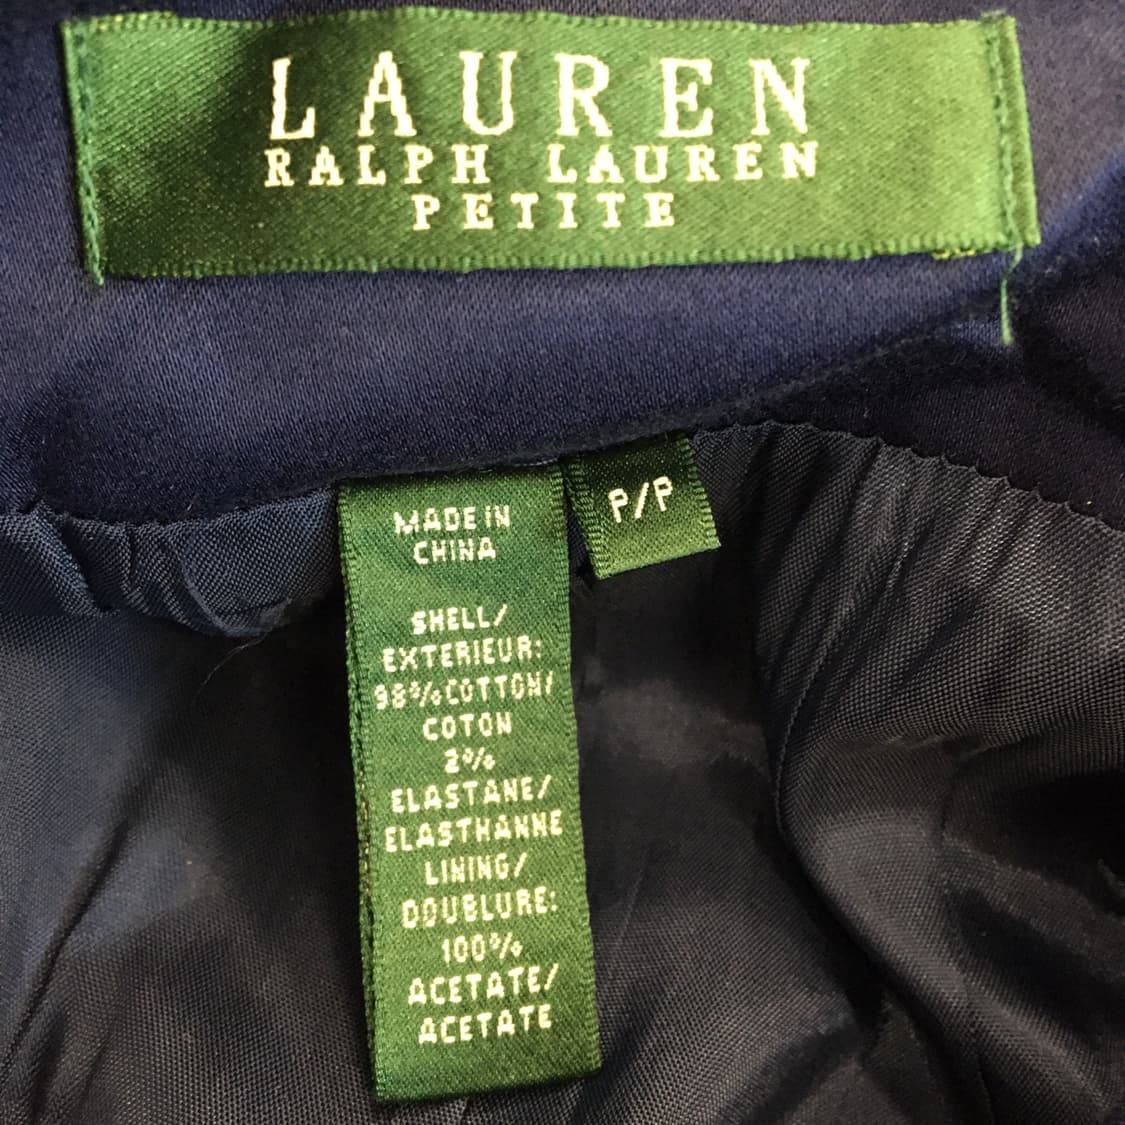 LAUREN
RALPH LAUREN
PETITE
P/P
MADE IN
CHINA
SHELL/
EXTERIEUR:
98% COTTON/
COTON
2%
ELASTANE/
ELASTHANNE
LINING/
DOUBLURE:
100%
ACETATE/
ACETATE